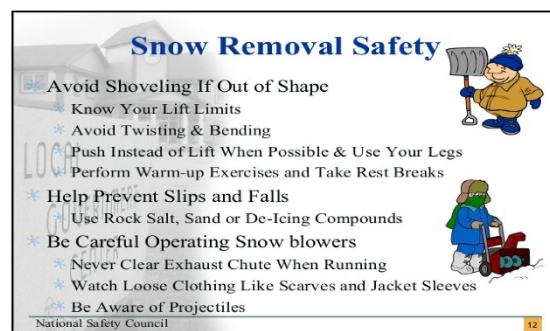 Snow Removal Safety
Avoid Shoveling If Out of Shape
Know Your Lift Limits
Avoid Twisting & Bending
Push Instead of Lift When Possible & Use Your Legs
Perform Warm-up Exercises and Take Rest Breaks
Help Prevent Slips and Falls
Use Rock Salt, Sand or De-Icing Compounds
Be Careful Operating Snow blowers
Never Clear Exhaust Chute When Running
Watch Loose Clothing Like Scarves and Jacket Sleeves
Be Aware of Projectiles
LOCAL
GOVERNMENT
CENTER
National Safety Council
12